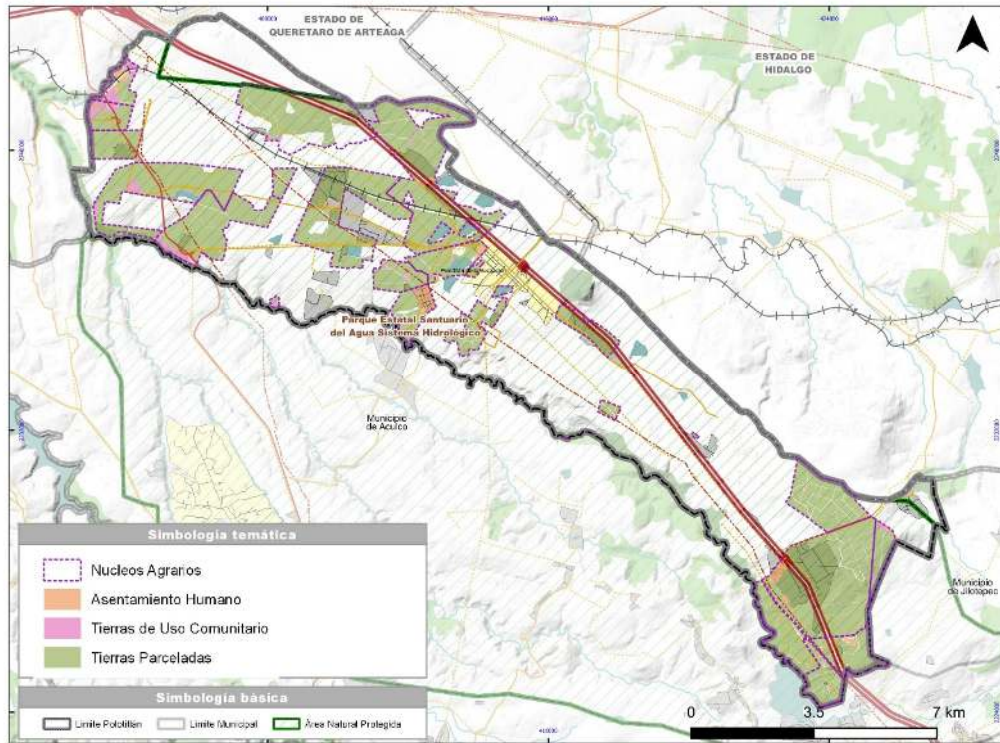 ESTADO DE
QUERETARO DE ARTEAGA
ESTADO DE
HIDALGO
Parque Estatal Santuario
del Agua Sistema Hidrológico
Municipio
de Aculco
Municipio
de Jilotepec
Simbología temática
Nucleos Agrarios
Asentamiento Humano
Tierras de Uso Comunitario
Tierras Parceladas
Simbología básica
Limite Polotitlán
Limite Municipal
Área Natural Protegida
0 3.5 7 km